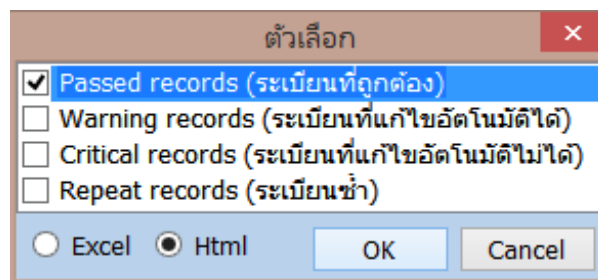 ตัวเลือก
Passed records (ระเบียนที่ถูกต้อง)
Warning records (ระเบียนที่แก้ไขอัตโนมัติได้)
Critical records (ระเบียนที่แก้ไขอัตโนมัติไม่ได้)
Repeat records (ระเบียนซ้ำ)
Excel Html OK Cancel